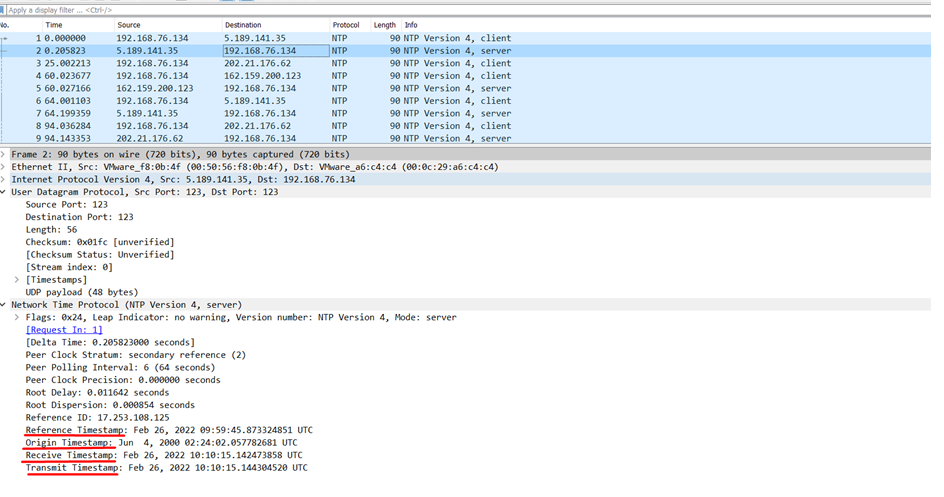 Apply a display filter ... <Ctrl-/>
No. Time Source Destination Protocol Length Info
1 0.000000 192.168.76.134 5.189.141.35 NTP 90 NTP Version 4, client
2 0.205823 5.189.141.35 192.168.76.134 NTP 90 NTP Version 4, server
3 25.002213 192.168.76.134 202.21.176.62 NTP 90 NTP Version 4, client
4 60.023677 192.168.76.134 162.159.200.123 NTP 90 NTP Version 4, client
5 60.027166 162.159.200.123 192.168.76.134 NTP 90 NTP Version 4, server
6 64.001103 192.168.76.134 5.189.141.35 NTP 90 NTP Version 4, client
7 64.199359 5.189.141.35 192.168.76.134 NTP 90 NTP Version 4, server
8 94.036284 192.168.76.134 202.21.176.62 NTP 90 NTP Version 4, client
9 94.143353 202.21.176.62 192.168.76.134 NTP 90 NTP Version 4, server
Frame 2: 90 bytes on wire (720 bits), 90 bytes captured (720 bits)
Ethernet II, Src: VMware_f8:0b:4f (00:50:56:f8:0b:4f), Dst: VMware_a6:c4:c4 (00:0c:29:a6:c4:c4)
Internet Protocol Version 4, Src: 5.189.141.35, Dst: 192.168.76.134
User Datagram Protocol, Src Port: 123, Dst Port: 123
Source Port: 123
Destination Port: 123
Length: 56
Checksum: 0x01fc [unverified]
[Checksum Status: Unverified]
[Stream index: 0]
[Timestamps]
UDP payload (48 bytes)
Network Time Protocol (NTP Version 4, server)
Flags: 0x24, Leap Indicator: no warning, Version number: NTP Version 4, Mode: server
[Request In: 1]
[Delta Time: 0.205823000 seconds]
Peer Clock Stratum: secondary reference (2)
Peer Polling Interval: 6 (64 seconds)
Peer Clock Precision: 0.000000 seconds
Root Delay: 0.011642 seconds
Root Dispersion: 0.000854 seconds
Reference ID: 17.253.108.125
Reference Timestamp: Feb 26, 2022 09:59:45.873324851 UTC
Origin Timestamp: Jun  4, 2000 02:24:02.057782681 UTC
Receive Timestamp: Feb 26, 2022 10:10:15.142473858 UTC
Transmit Timestamp: Feb 26, 2022 10:10:15.144304520 UTC